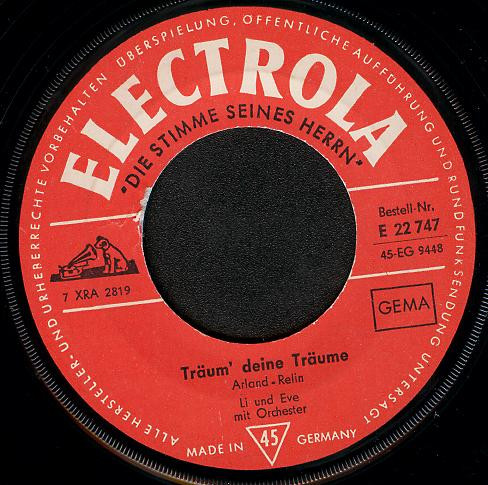 ALLE HERSTELLER- UND URHEBERRECHTE VORBEHALTEN ÜBERSPIELUNG, ÖFFENTLICHE AUFFÜHRUNG UND RUNDFUNKSENDUNG UNTERSAGT
ELECTROLA
"DIE STIMME SEINES HERRN"
Bestell-Nr.
E 22 747
45-EG 9448
7 XRA 2819
GEMA
Träum' deine Träume
Arland-Relin
Li und Eve
mit Orchester
MADE IN 45 GERMANY